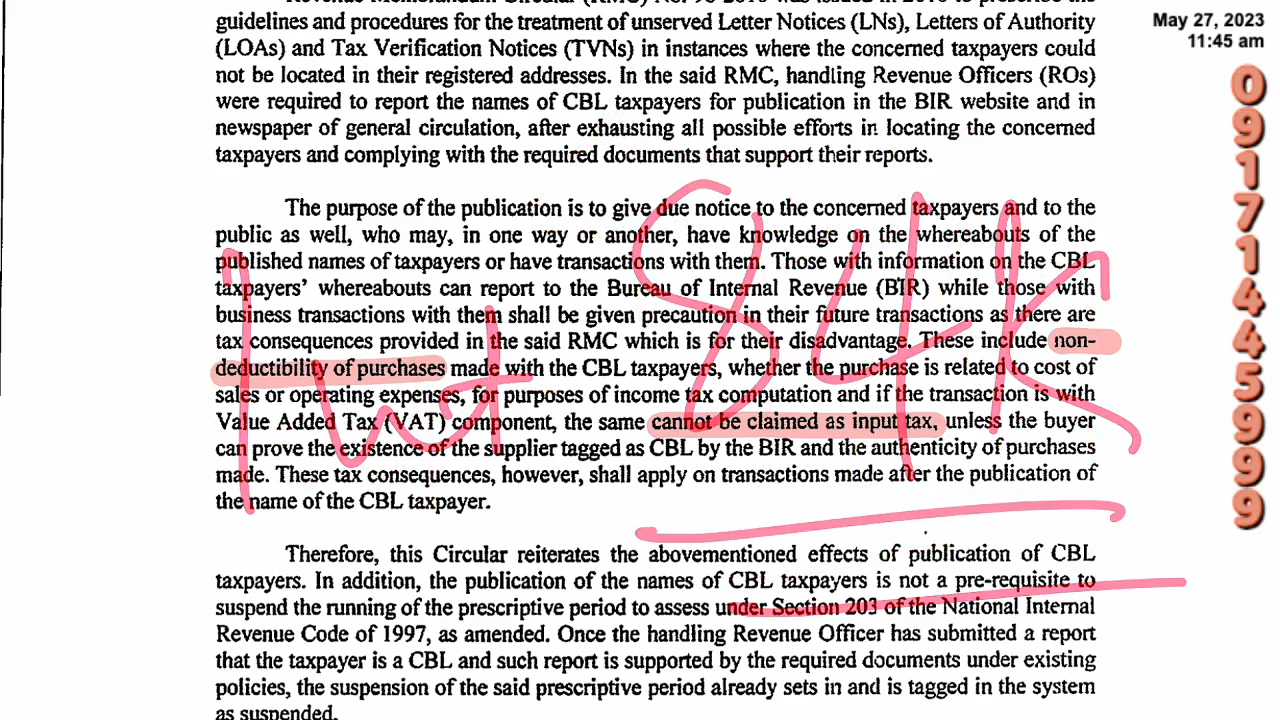 guidelines and procedures for the treatment of unserved Letter Notices (LNs), Letters of Authority
(LOAs) and Tax Verification Notices (TVNs) in instances where the concerned taxpayers could
not be located in their registered addresses. In the said RMC, handling Revenue Officers (ROs)
were required to report the names of CBL taxpayers for publication in the BIR website and in
newspaper of general circulation, after exhausting all possible efforts in locating the concerned
taxpayers and complying with the required documents that support their reports.
The purpose of the publication is to give due notice to the concerned taxpayers and to the
public as well, who may, in one way or another, have knowledge on the whereabouts of the
published names of taxpayers or have transactions with them. Those with information on the CBL
taxpayers' whereabouts can report to the Bureau of Internal Revenue (BIR) while those with
business transactions with them shall be given precaution in their future transactions as there are
tax consequences provided in the said RMC which is for their disadvantage. These include non-
deductibility of purchases made with the CBL taxpayers, whether the purchase is related to cost of
sales or operating expenses, for purposes of income tax computation and if the transaction is with
Value Added Tax (VAT) component, the same cannot be claimed as input tax, unless the buyer
can prove the existence of the supplier tagged as CBL by the BIR and the authenticity of purchases
made. These tax consequences, however, shall apply on transactions made after the publication of
the name of the CBL taxpayer.
Therefore, this Circular reiterates the abovementioned effects of publication of CBL
taxpayers. In addition, the publication of the names of CBL taxpayers is not a pre-requisite to
suspend the running of the prescriptive period to assess under Section 203 of the National Internal
Revenue Code of 1997, as amended. Once the handling Revenue Officer has submitted a report
that the taxpayer is a CBL and such report is supported by the required documents under existing
policies, the suspension of the said prescriptive period already sets in and is tagged in the system
as suspended.
May 27, 2023
11:45 am
09171445999